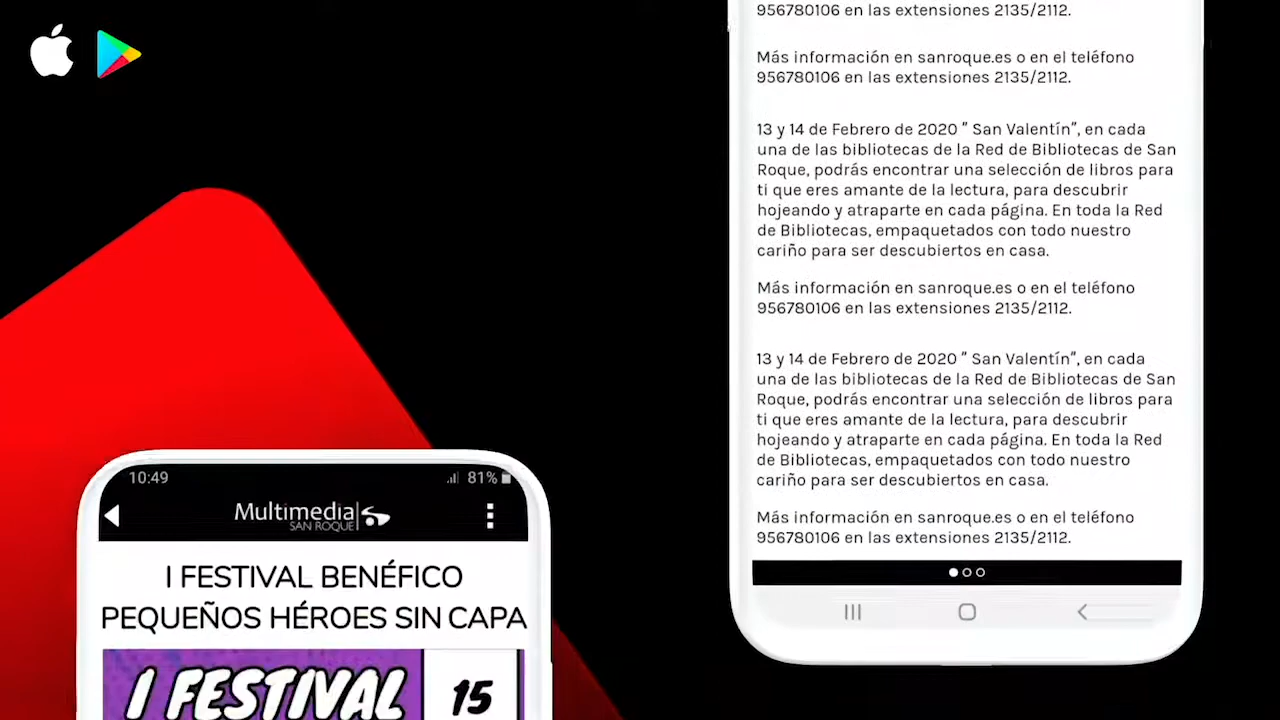 956780106 en las extensiones 2135/2112.
Más información en sanroque.es o en el teléfono
956780106 en las extensiones 2135/2112.
13 y 14 de Febrero de 2020 " San Valentín", en cada
una de las bibliotecas de la Red de Bibliotecas de San
Roque, podrás encontrar una selección de libros para
ti que eres amante de la lectura, para descubrir
hojeando y atraparte en cada página. En toda la Red
de Bibliotecas, empaquetados con todo nuestro
cariño para ser descubiertos en casa.
Más información en sanroque.es o en el teléfono
956780106 en las extensiones 2135/2112.
13 y 14 de Febrero de 2020 " San Valentín", en cada
una de las bibliotecas de la Red de Bibliotecas de San
Roque, podrás encontrar una selección de libros para
ti que eres amante de la lectura, para descubrir
hojeando y atraparte en cada página. En toda la Red
de Bibliotecas, empaquetados con todo nuestro
cariño para ser descubiertos en casa.
Más información en sanroque.es o en el teléfono
956780106 en las extensiones 2135/2112.
10:49
81%
Multimedia
SAN ROQUE
I FESTIVAL BENÉFICO
PEQUEÑOS HÉROES SIN CAPA
I FESTIVAL
15